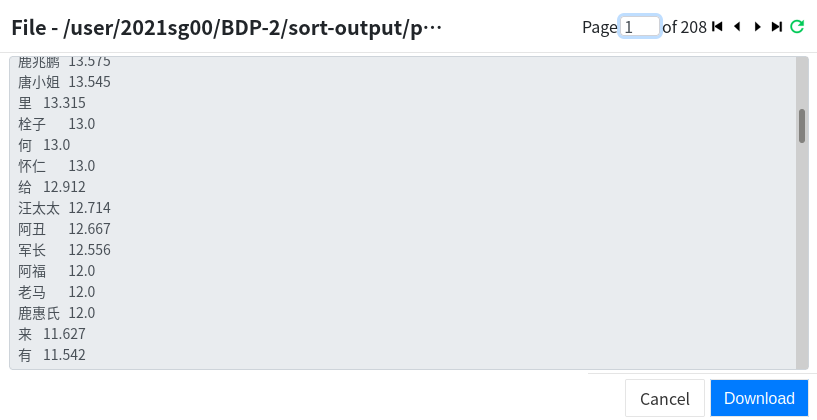 File - /user/2021sg00/BDP-2/sort-output/p···
Page 1 of 208
鹿兆鹏 13.575
唐小姐 13.545
里 13.315
栓子 13.0
何 13.0
怀仁 13.0
给 12.912
汪太太 12.714
阿丑 12.667
军长 12.556
阿福 12.0
老马 12.0
鹿惠氏 12.0
来 11.627
有 11.542
Cancel
Download